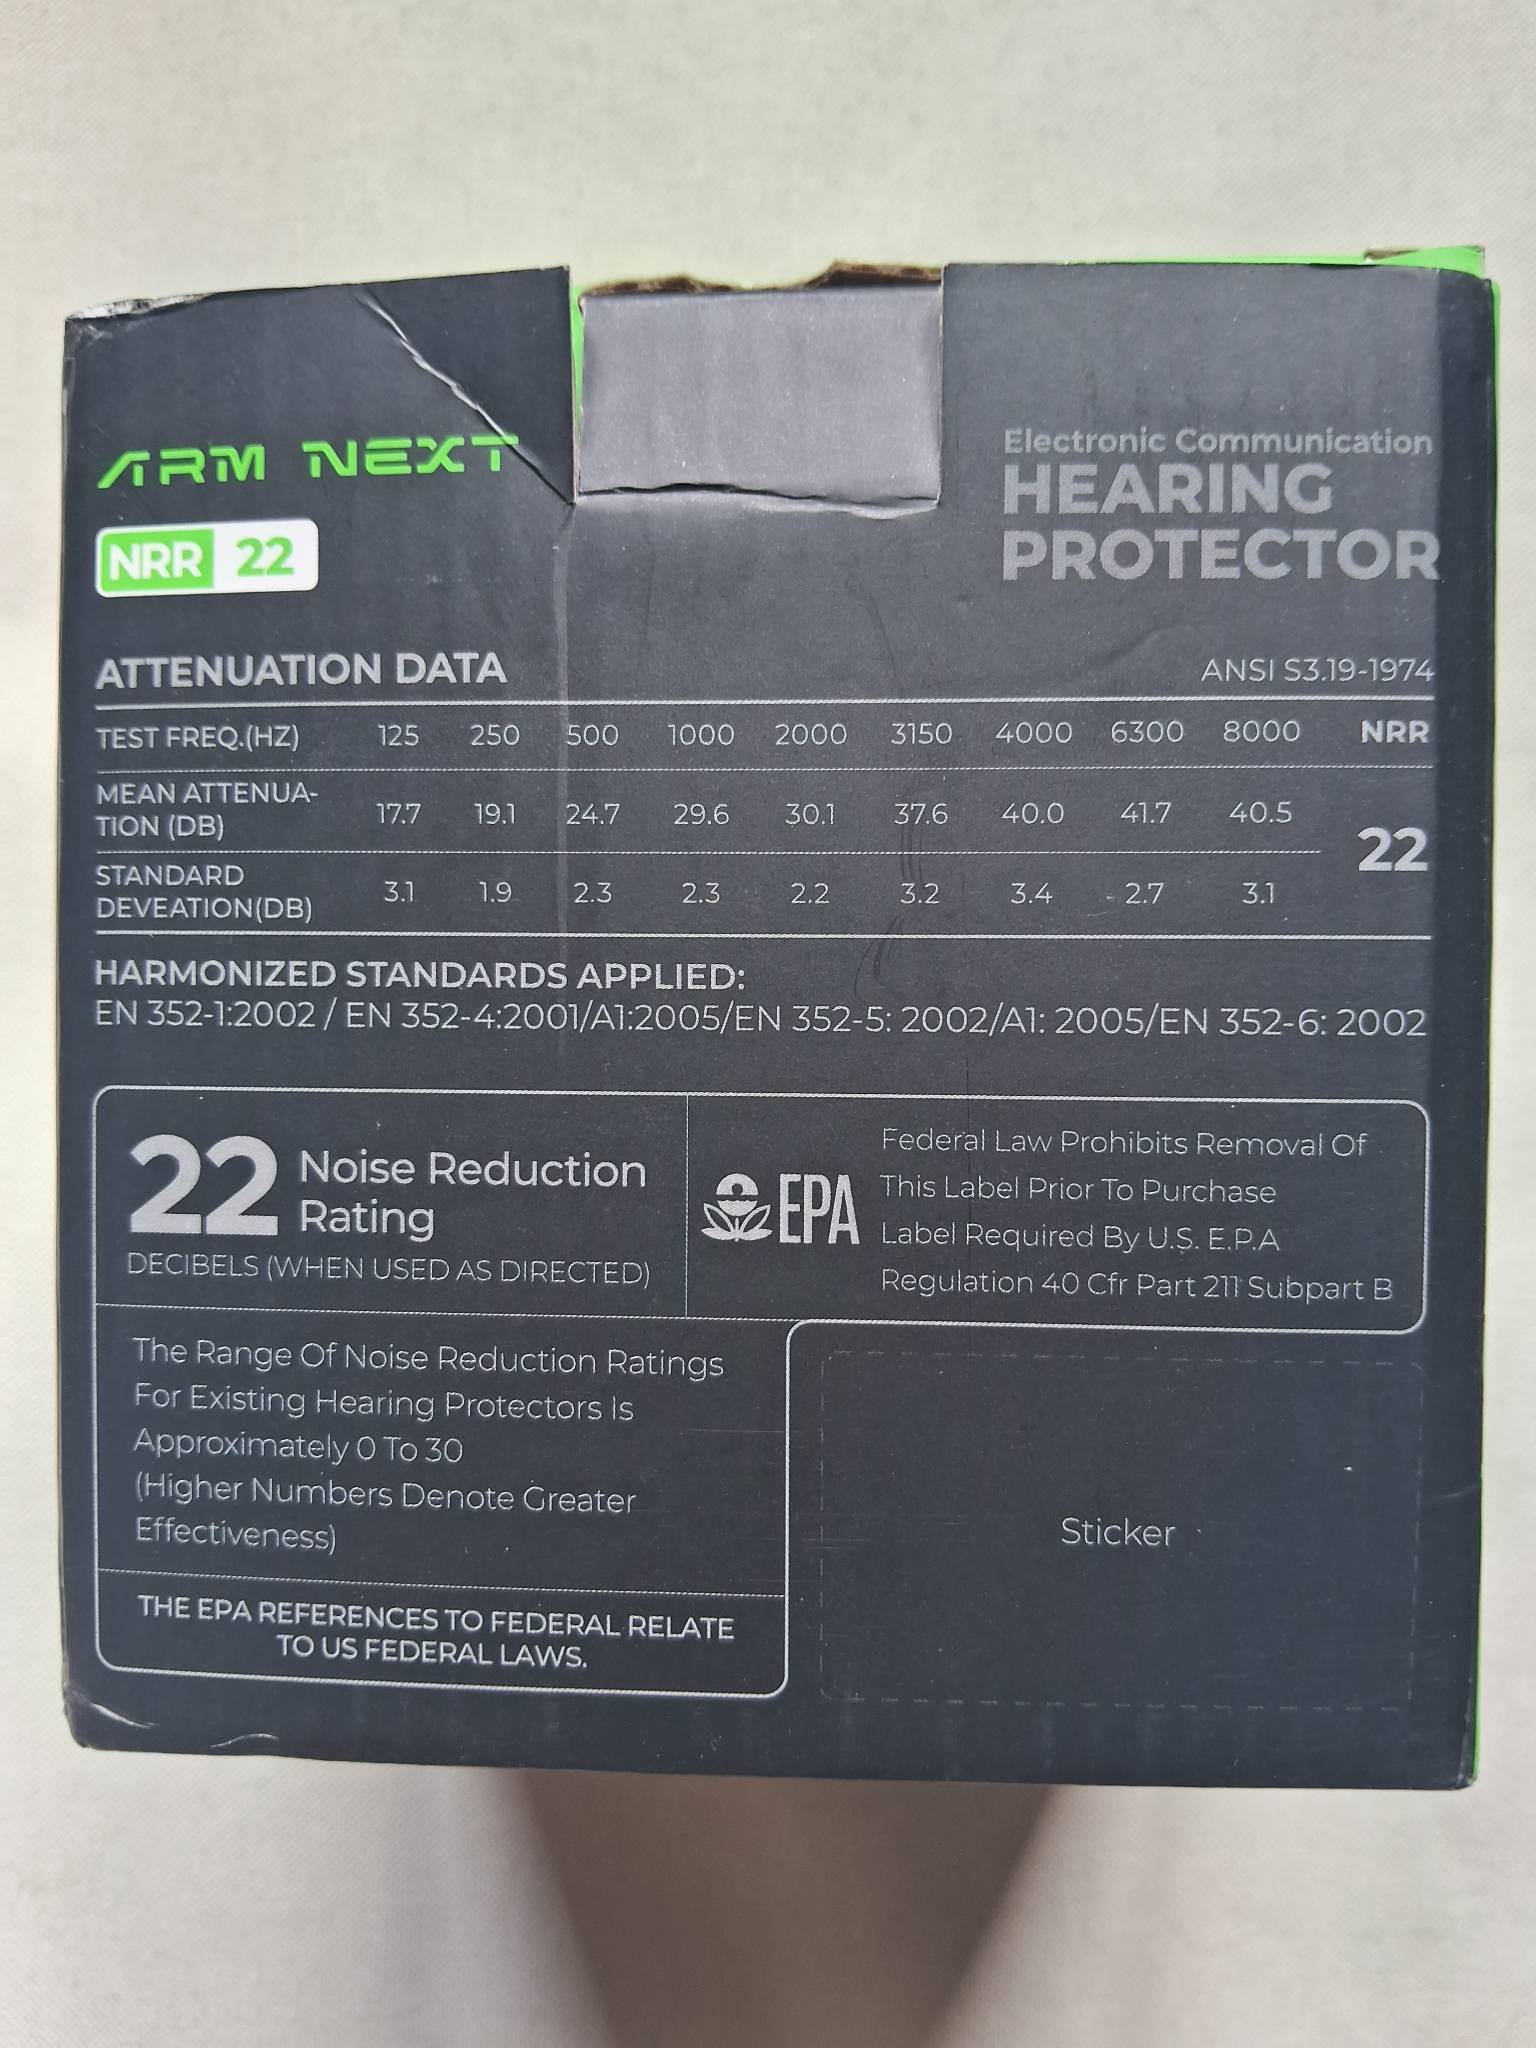 ARM NEXT
NRR 22
Electronic Communication
HEARING
PROTECTOR
ATTENUATION DATA
ANSI S3.19-1974
TEST FREQ.(HZ) 125 250 500 1000 2000 3150 4000 6300 8000 NRR
MEAN ATTENUA-
TION (DB) 17.7 19.1 24.7 29.6 30.1 37.6 40.0 41.7 40.5
22
STANDARD
DEVEATION(DB) 3.1 1.9 2.3 2.3 2.2 3.2 3.4 2.7 3.1
HARMONIZED STANDARDS APPLIED:
EN 352-1:2002 / EN 352-4:2001/A1:2005/EN 352-5: 2002/A1: 2005/EN 352-6: 2002
22 Noise Reduction
Rating
DECIBELS (WHEN USED AS DIRECTED)
EPA
Federal Law Prohibits Removal Of
This Label Prior To Purchase
Label Required By U.S. E.P.A
Regulation 40 Cfr Part 211 Subpart B
The Range Of Noise Reduction Ratings
For Existing Hearing Protectors Is
Approximately 0 To 30
(Higher Numbers Denote Greater
Effectiveness)
THE EPA REFERENCES TO FEDERAL RELATE
TO US FEDERAL LAWS.
Sticker